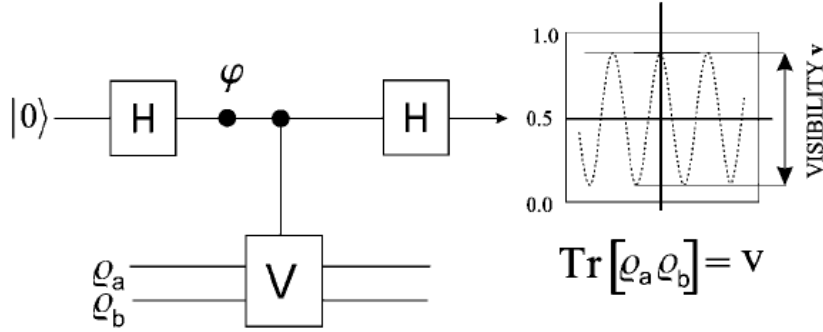 φ
|0⟩ H H
V
ϱa
ϱb
1.0
0.5
0.0
VISIBILITY v
Tr[ϱaϱb] = v